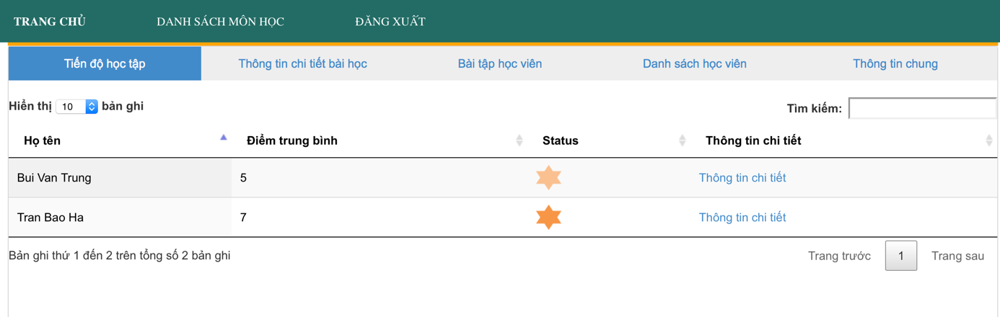 TRANG CHỦ DANH SÁCH MÔN HỌC ĐĂNG XUẤT
Tiến độ học tập Thông tin chi tiết bài học Bài tập học viên Danh sách học viên Thông tin chung
Hiển thị 10 bản ghi Tìm kiếm:
Họ tên Điểm trung bình Status Thông tin chi tiết
Bui Van Trung 5 Thông tin chi tiết
Tran Bao Ha 7 Thông tin chi tiết
Bản ghi thứ 1 đến 2 trên tổng số 2 bản ghi Trang trước 1 Trang sau